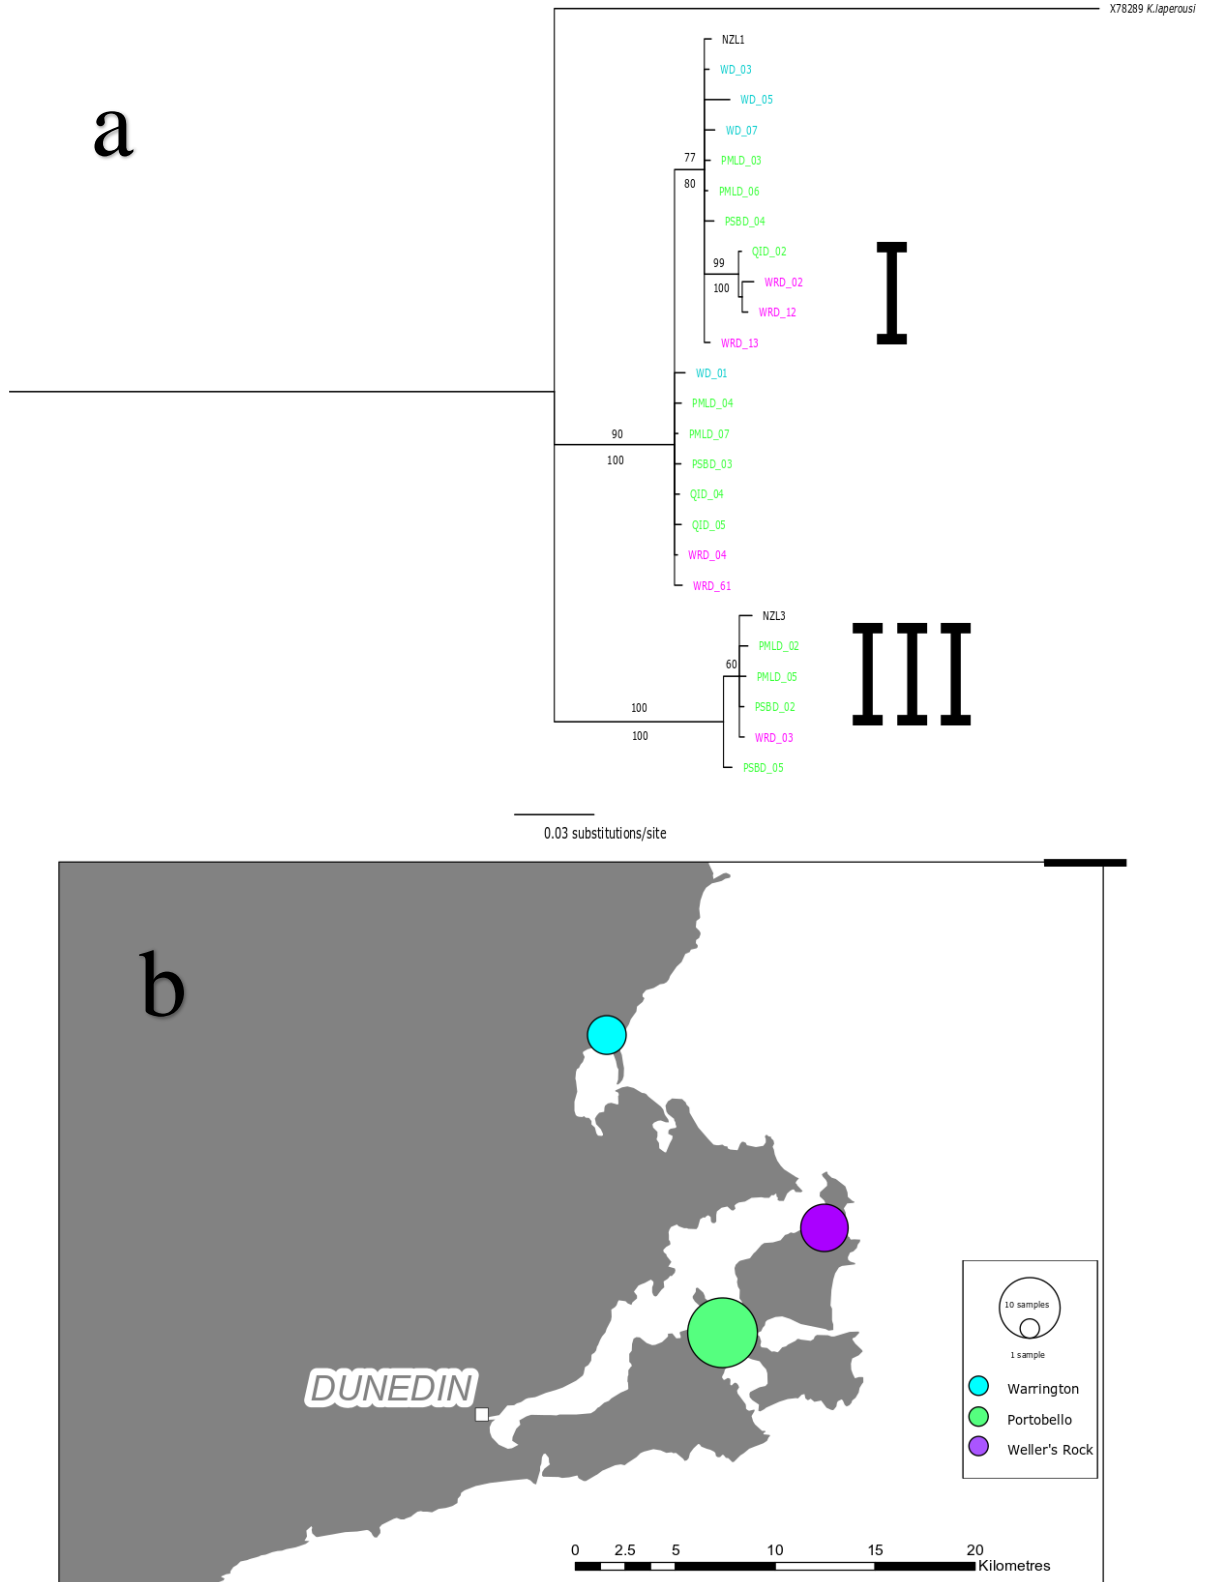 X78289 K.laperousi
a
NZL1
WD_03
WD_05
WD_07
77
PMLD_03
80
PMLD_06
PSBD_04
QID_02
99
WRD_02
100
WRD_12
I
WRD_13
WD_01
PMLD_04
90
PMLD_07
100
PSBD_03
QID_04
QID_05
WRD_04
WRD_61
NZL3
PMLD_02
60
PMLD_05
III
100
PSBD_02
100
WRD_03
PSBD_05
0.03 substitutions/site
b
DUNEDIN
10 samples
1 sample
Warrington
Portobello
Weller's Rock
0 2.5 5 10 15 20
Kilometres